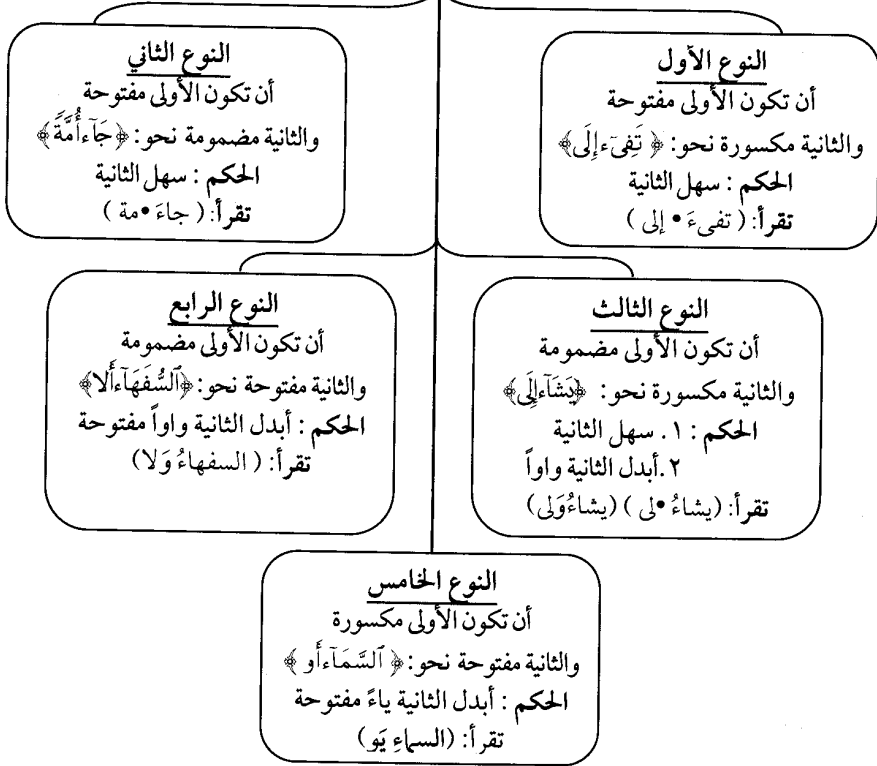 النوع الأول
أن تكون الأولى مفتوحة
والثانية مكسورة نحو: ﴿ تَفِىٓءَ إِلَى﴾
الحكم : سهل الثانية
تقرأ: ( تفىءَ • إلى )
النوع الثاني
أن تكون الأولى مفتوحة
والثانية مضمومة نحو: ﴿جَآءَ أُمَّةً﴾
الحكم : سهل الثانية
تقرأ: ( جاءَ •مة )
النوع الثالث
أن تكون الأولى مضمومة
والثانية مكسورة نحو: ﴿يَشَآءُ إِلَى﴾
الحكم : ١. سهل الثانية
٢.أبدل الثانية واواً
تقرأ: (يشاءُ •لى ) (يشاءُوَلى)
النوع الرابع
أن تكون الأولى مضمومة
والثانية مفتوحة نحو: ﴿ٱلسُّفَهَآءُ أَلَا﴾
الحكم : أبدل الثانية واواً مفتوحة
تقرأ: ( السفهاءُ وَلا)
النوع الخامس
أن تكون الأولى مكسورة
والثانية مفتوحة نحو: ﴿ ٱلسَّمَآءِ أَو ﴾
الحكم : أبدل الثانية ياءً مفتوحة
تقرأ: (السماءِ يَو)